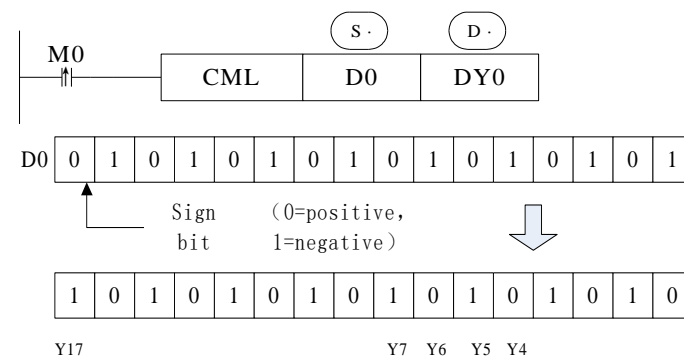 S · D ·
M0
CML D0 DY0
D0 0 1 0 1 0 1 0 1 0 1 0 1 0 1 0 1
Sign (0=positive,
bit 1=negative)
1 0 1 0 1 0 1 0 1 0 1 0 1 0 1 0
Y17 Y7 Y6 Y5 Y4